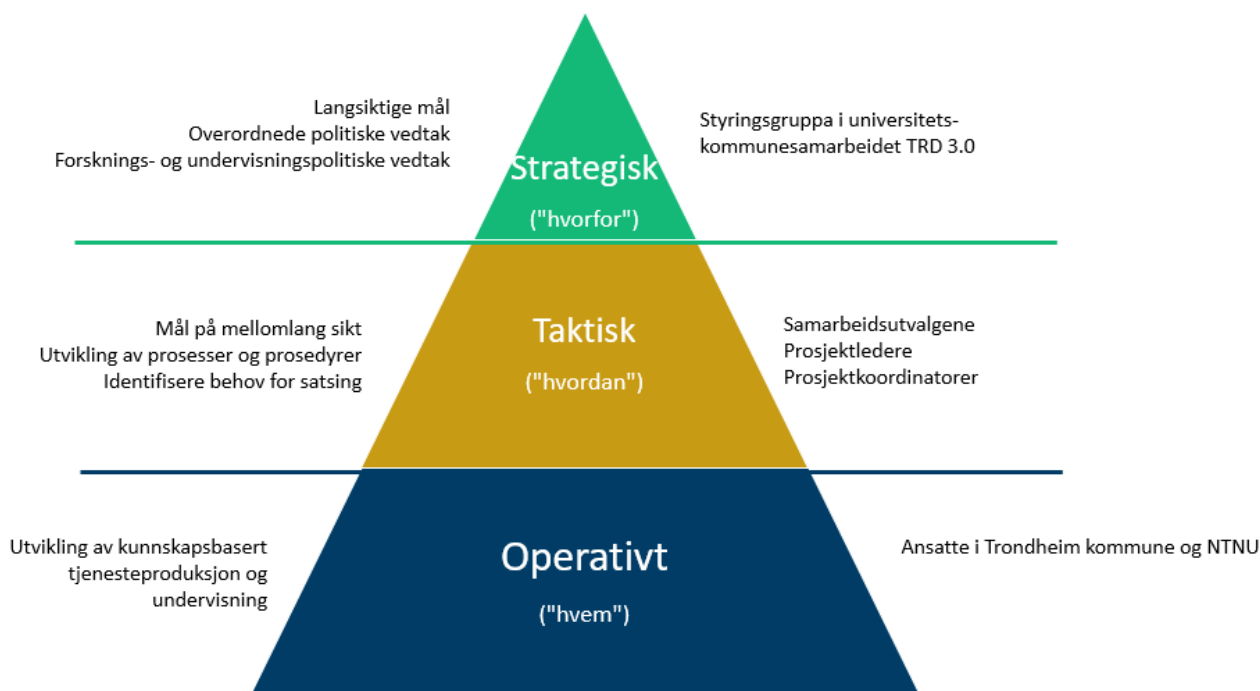 Langsiktige mål
Overordnede politiske vedtak
Forsknings- og undervisningspolitiske vedtak
Strategisk
("hvorfor")
Styringsgruppa i universitets-
kommunesamarbeidet TRD 3.0
Mål på mellomlang sikt
Utvikling av prosesser og prosedyrer
Identifisere behov for satsing
Taktisk
("hvordan")
Samarbeidsutvalgene
Prosjektledere
Prosjektkoordinatorer
Utvikling av kunnskapsbasert
tjenesteproduksjon og
undervisning
Operativt
("hvem")
Ansatte i Trondheim kommune og NTNU